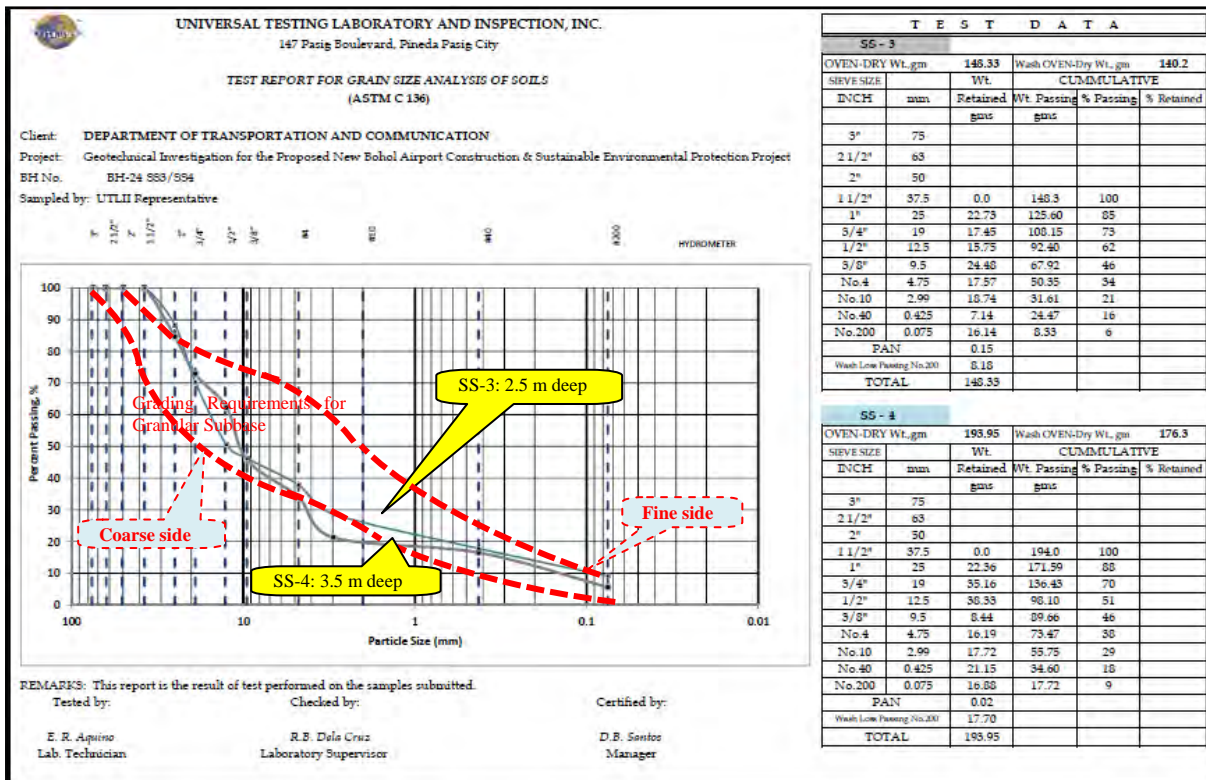 UNIVERSAL TESTING LABORATORY AND INSPECTION, INC.
147 Pasig Boulevard, Pineda Pasig City
TEST REPORT FOR GRAIN SIZE ANALYSIS OF SOILS
(ASTM C 136)
Client: DEPARTMENT OF TRANSPORTATION AND COMMUNICATION
Project: Geotechnical Investigation for the Proposed New Bohol Airport Construction & Sustainable Environmental Protection Project
BH No. BH-24 SS3/SS4
Sampled by: UTLII Representative
3" 2 1/2" 2" 1 1/2" 1" 3/4" 1/2" 3/8" #4 #10 #40 #200 HYDROMETER
100
90
80
70
60
50
40
30
20
10
0
Percent Passing, %
100 10 1 0.1 0.01
Particle Size (mm)
Grading Requirements for
Granular Subbase
SS-3: 2.5 m deep
Coarse side
Fine side
SS-4: 3.5 m deep
REMARKS: This report is the result of test performed on the samples submitted.
Tested by: Checked by: Certified by:
E. R. Aquino R.B. Dela Cruz D.B. Santos
Lab. Technician Laboratory Supervisor Manager
TEST DATA
SS - 3
OVEN-DRY Wt.,gm 148.33 Wash OVEN-Dry Wt., gm 140.2
SIEVE SIZE Wt. CUMMULATIVE
INCH mm Retained Wt. Passing % Passing % Retained
gms gms
3" 75
2 1/2" 63
2" 50
1 1/2" 37.5 0.0 148.3 100
1" 25 22.73 125.60 85
3/4" 19 17.45 108.15 73
1/2" 12.5 15.75 92.40 62
3/8" 9.5 24.48 67.92 46
No.4 4.75 17.57 50.35 34
No.10 2.99 18.74 31.61 21
No.40 0.425 7.14 24.47 16
No.200 0.075 16.14 8.33 6
PAN 0.15
Wash Loss Passing No.200 8.18
TOTAL 148.33
SS - 4
OVEN-DRY Wt.,gm 193.95 Wash OVEN-Dry Wt., gm 176.3
SIEVE SIZE Wt. CUMMULATIVE
INCH mm Retained Wt. Passing % Passing % Retained
gms gms
3" 75
2 1/2" 63
2" 50
1 1/2" 37.5 0.0 194.0 100
1" 25 22.36 171.59 88
3/4" 19 35.16 136.43 70
1/2" 12.5 38.33 98.10 51
3/8" 9.5 8.44 89.66 46
No.4 4.75 16.19 73.47 38
No.10 2.99 17.72 55.75 29
No.40 0.425 21.15 34.60 18
No.200 0.075 16.88 17.72 9
PAN 0.02
Wash Loss Passing No.200 17.70
TOTAL 193.95